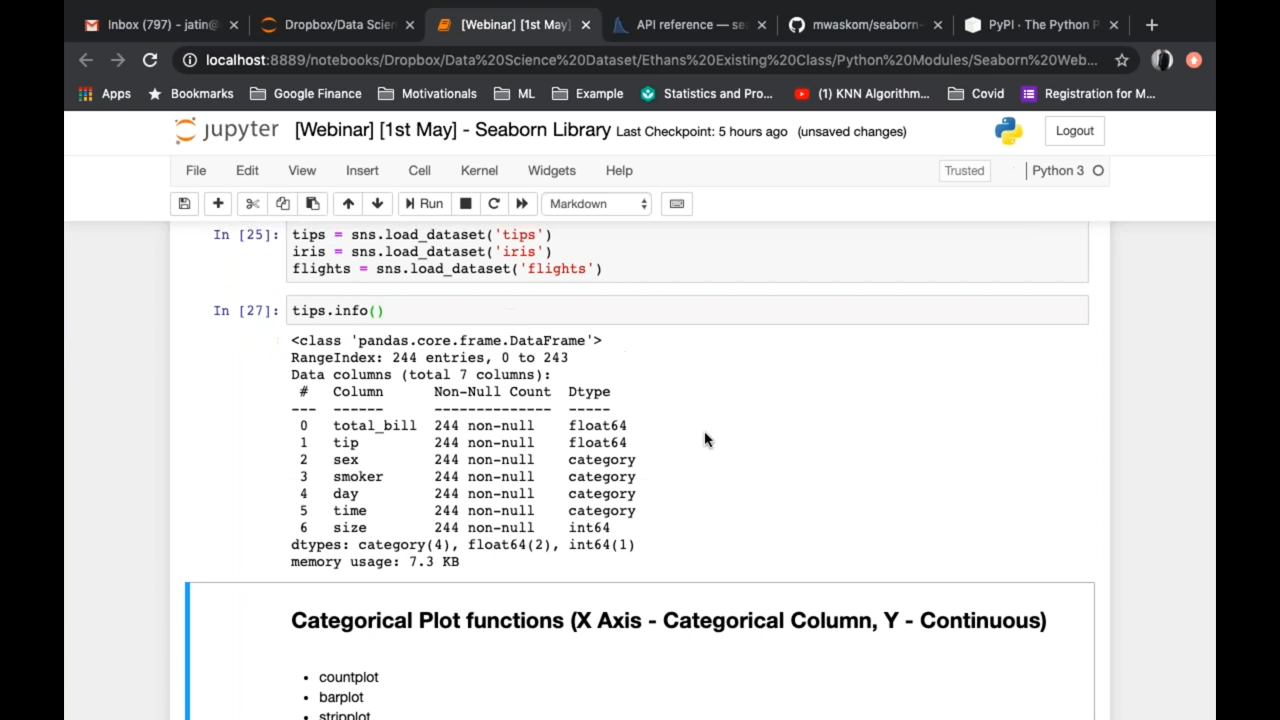 Inbox (797) - jatin@
Dropbox/Data Scien
[Webinar] [1st May]
API reference — se
mwaskom/seaborn-
PyPI · The Python P
localhost:8889/notebooks/Dropbox/Data%20Science%20Dataset/Ethans%20Existing%20Class/Python%20Modules/Seaborn%20Web...
Apps Bookmarks Google Finance Motivationals ML Example Statistics and Pro... (1) KNN Algorithm... Covid Registration for M...
jupyter [Webinar] [1st May] - Seaborn Library Last Checkpoint: 5 hours ago (unsaved changes) Logout
File Edit View Insert Cell Kernel Widgets Help Trusted Python 3
Run Markdown
In [25]: tips = sns.load_dataset('tips')
iris = sns.load_dataset('iris')
flights = sns.load_dataset('flights')
In [27]: tips.info()
<class 'pandas.core.frame.DataFrame'>
RangeIndex: 244 entries, 0 to 243
Data columns (total 7 columns):
# Column Non-Null Count Dtype
--- ------ -------------- -----
0 total_bill 244 non-null float64
1 tip 244 non-null float64
2 sex 244 non-null category
3 smoker 244 non-null category
4 day 244 non-null category
5 time 244 non-null category
6 size 244 non-null int64
dtypes: category(4), float64(2), int64(1)
memory usage: 7.3 KB
Categorical Plot functions (X Axis - Categorical Column, Y - Continuous)
• countplot
• barplot
• stripplot